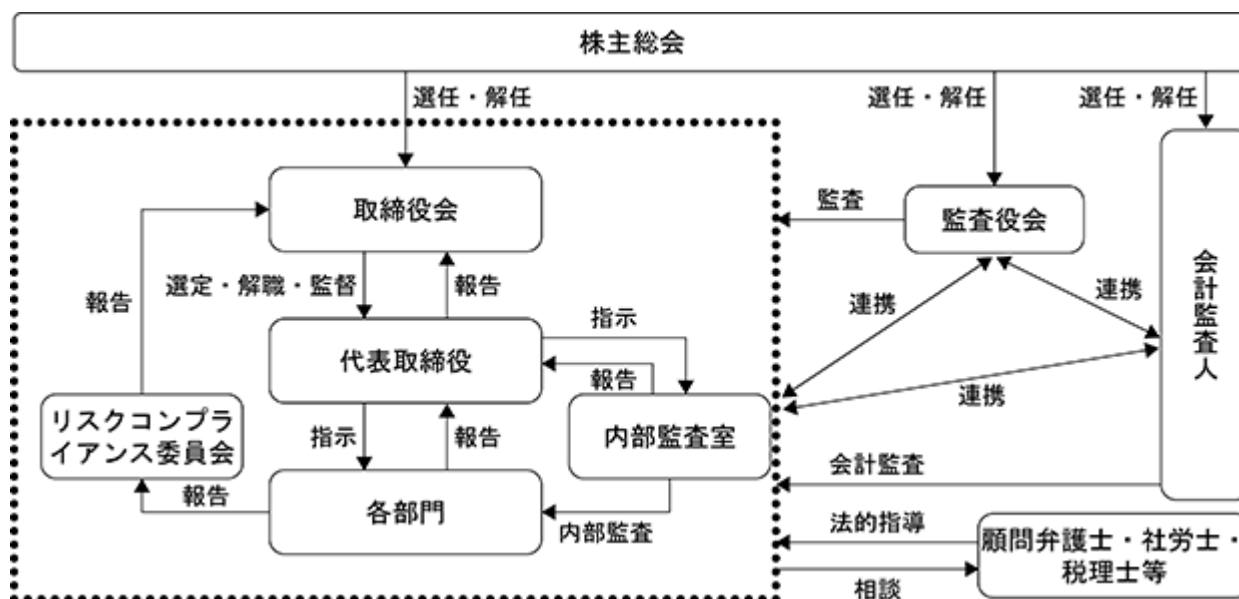 株主総会
選任・解任
選任・解任
選任・解任
取締役会
監査
監査役会
会計監査人
報告
選定・解職・監督
報告
連携
連携
指示
代表取締役
報告
連携
リスクコンプラ
イアンス委員会
指示
報告
内部監査室
会計監査
報告
各部門
内部監査
法的指導
顧問弁護士・社労士・
税理士等
相談